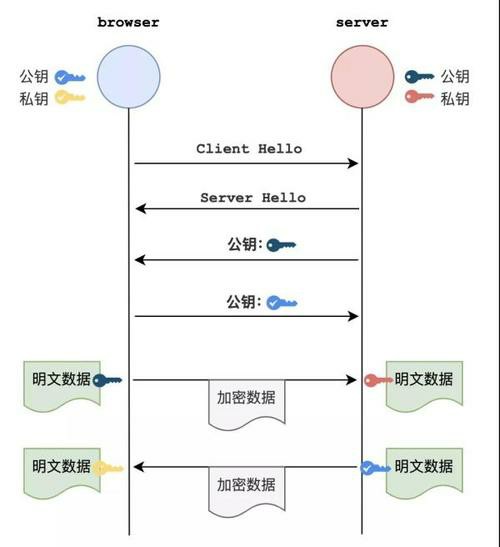 browser
server
公钥
私钥
公钥
私钥
Client Hello
Server Hello
公钥：
公钥：
明文数据
加密数据
明文数据
明文数据
加密数据
明文数据